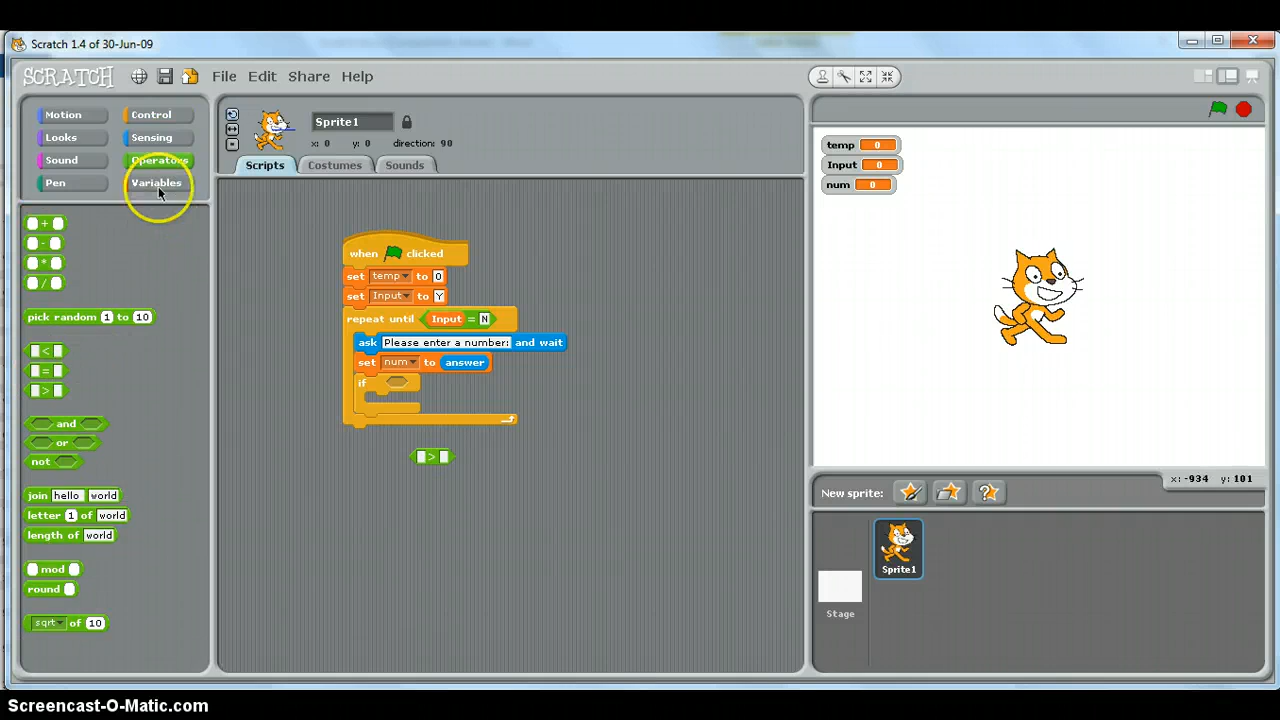 Scratch 1.4 of 30-Jun-09
SCRATCH File Edit Share Help
Motion Control
Looks Sensing
Sound Operators
Pen Variables
+
-
*
/
pick random 1 to 10
<
=
>
and
or
not
join hello world
letter 1 of world
length of world
mod
round
sqrt of 10
Sprite1
x: 0 y: 0 direction: 90
Scripts Costumes Sounds
when clicked
set temp to 0
set Input to Y
repeat until Input = N
ask Please enter a number: and wait
set num to answer
if
>
temp 0
Input 0
num 0
x: -934 y: 101
New sprite:
Sprite1
Stage
Screencast-O-Matic.com